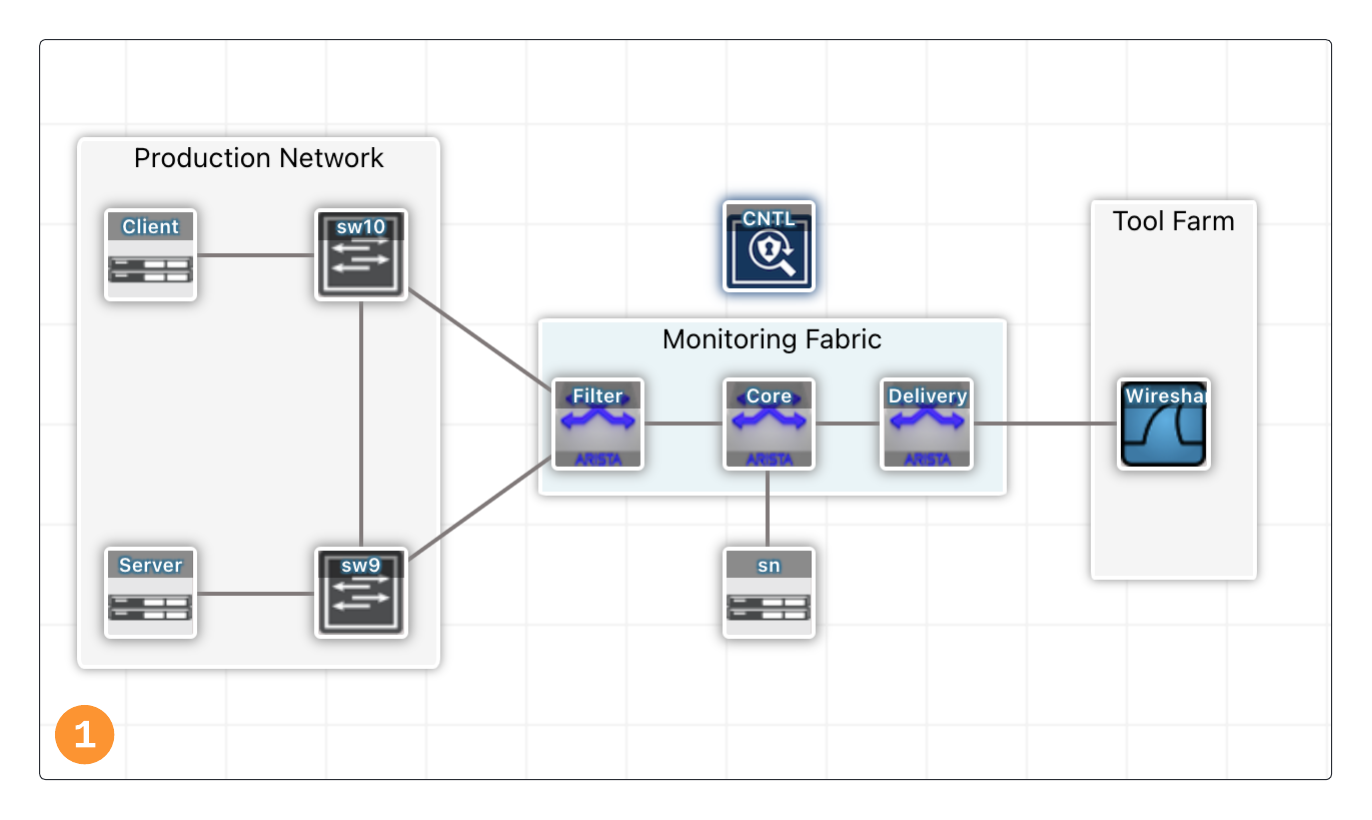 Production Network
Client
sw10
CNTL
Tool Farm
Monitoring Fabric
Filter
Core
Delivery
Wireshar
ARISTA
ARISTA
ARISTA
Server
sw9
sn
1